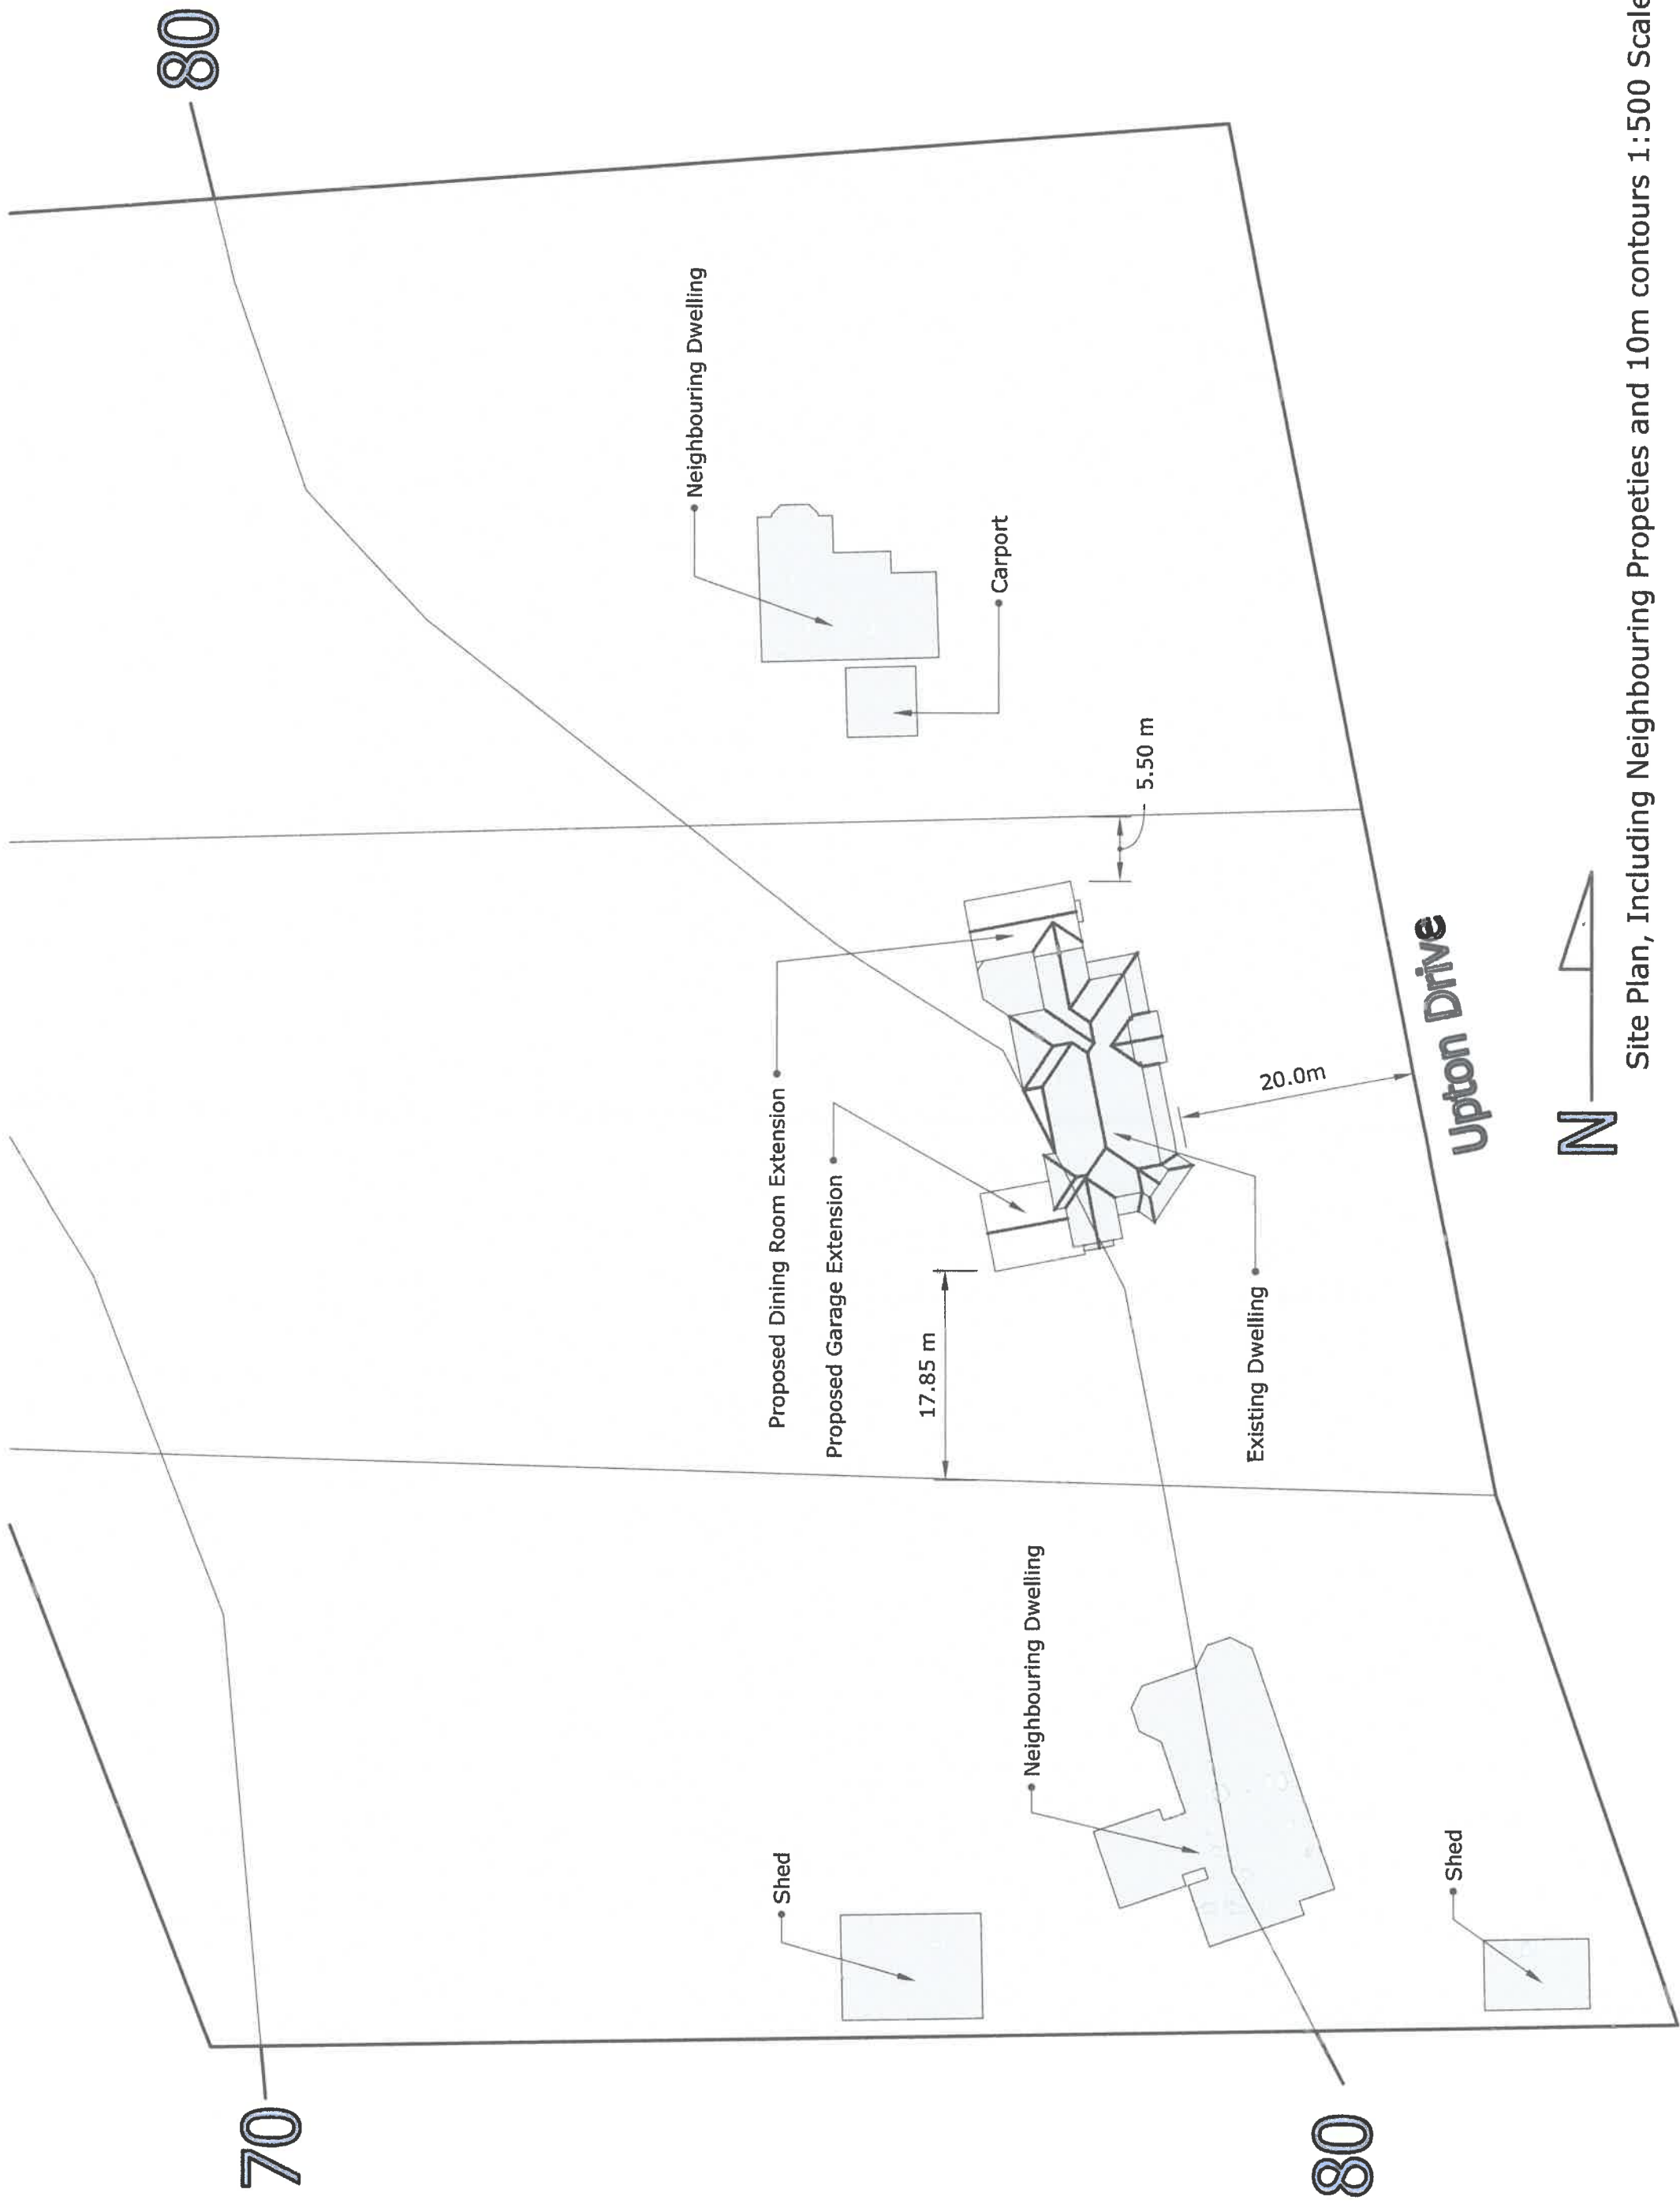 80
70
Neighbouring Dwelling
Carport
5.50 m
Proposed Dining Room Extension
Proposed Garage Extension
17.85 m
Existing Dwelling
20.0m
Upton Drive
Neighbouring Dwelling
Shed
Shed
80
N
Site Plan, Including Neighbouring Propeties and 10m contours 1:500 Scale